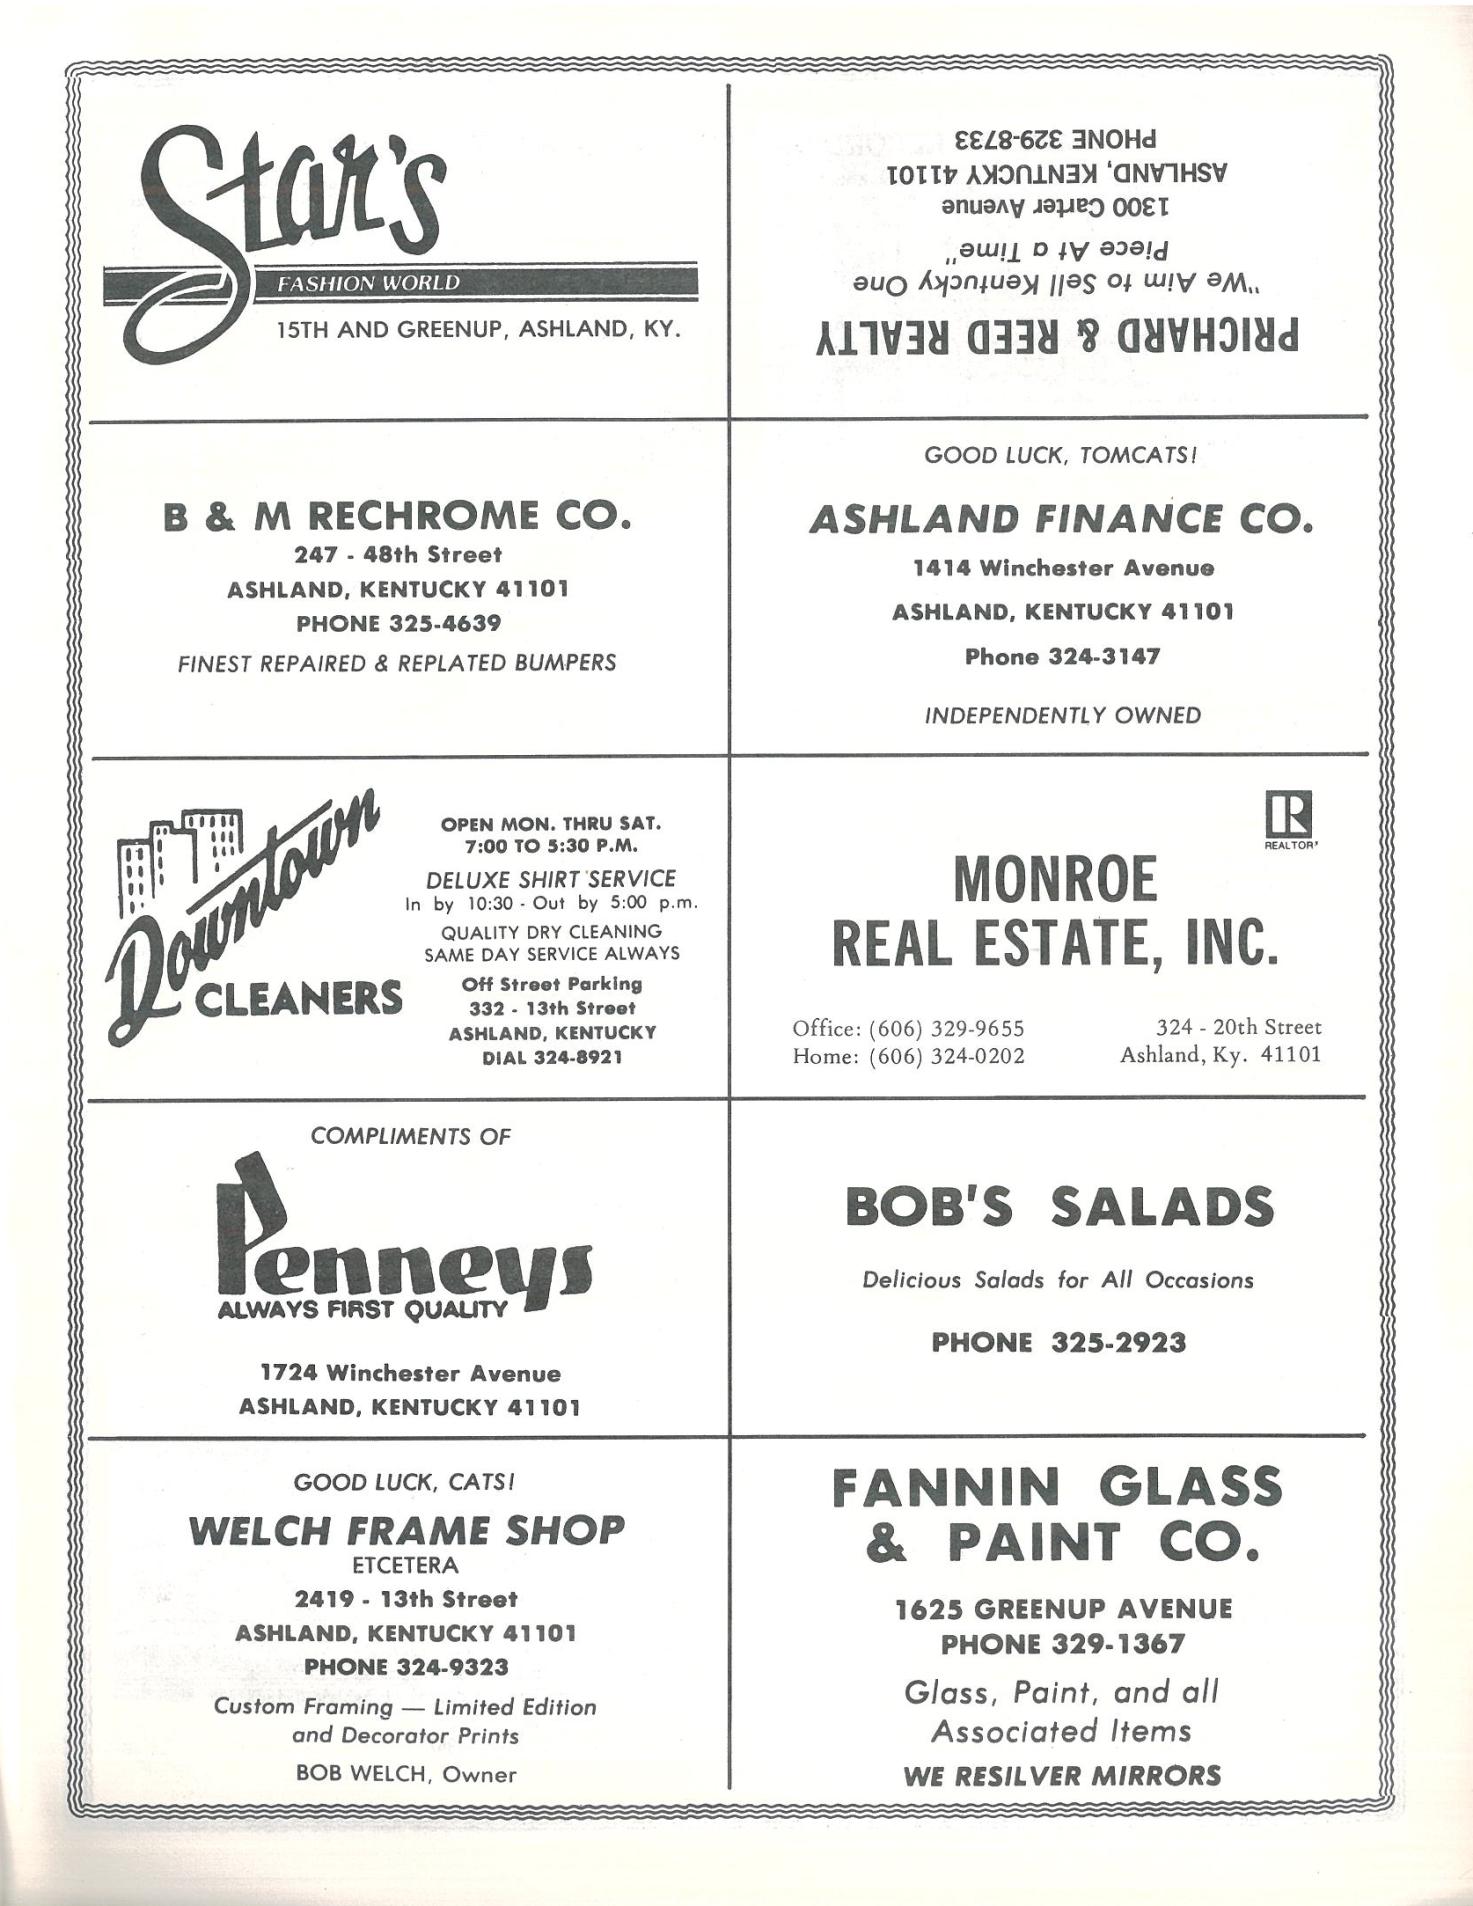 Star's
FASHION WORLD
15TH AND GREENUP, ASHLAND, KY.
PRICHARD & REED REALTY
"We Aim to Sell Kentucky One
Piece At a Time"
1300 Carter Avenue
ASHLAND, KENTUCKY 41101
PHONE 329-8733
B & M RECHROME CO.
247 - 48th Street
ASHLAND, KENTUCKY 41101
PHONE 325-4639
FINEST REPAIRED & REPLATED BUMPERS
GOOD LUCK, TOMCATS!
ASHLAND FINANCE CO.
1414 Winchester Avenue
ASHLAND, KENTUCKY 41101
Phone 324-3147
INDEPENDENTLY OWNED
Downtown
CLEANERS
OPEN MON. THRU SAT.
7:00 TO 5:30 P.M.
DELUXE SHIRT SERVICE
In by 10:30 - Out by 5:00 p.m.
QUALITY DRY CLEANING
SAME DAY SERVICE ALWAYS
Off Street Parking
332 - 13th Street
ASHLAND, KENTUCKY
DIAL 324-8921
R
REALTOR®
MONROE
REAL ESTATE, INC.
Office: (606) 329-9655
Home: (606) 324-0202
324 - 20th Street
Ashland, Ky. 41101
COMPLIMENTS OF
Penneys
ALWAYS FIRST QUALITY
1724 Winchester Avenue
ASHLAND, KENTUCKY 41101
BOB'S SALADS
Delicious Salads for All Occasions
PHONE 325-2923
GOOD LUCK, CATS!
WELCH FRAME SHOP
ETCETERA
2419 - 13th Street
ASHLAND, KENTUCKY 41101
PHONE 324-9323
Custom Framing — Limited Edition
and Decorator Prints
BOB WELCH, Owner
FANNIN GLASS
& PAINT CO.
1625 GREENUP AVENUE
PHONE 329-1367
Glass, Paint, and all
Associated Items
WE RESILVER MIRRORS